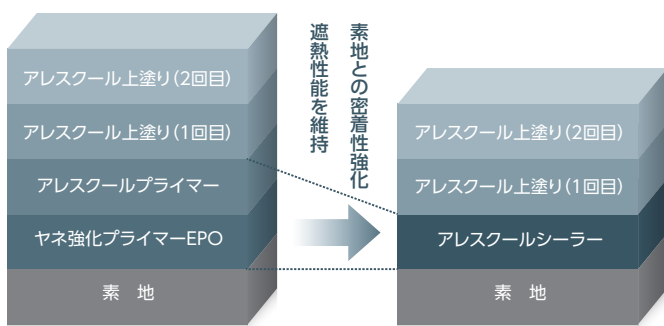 アレスクール上塗り(2回目)
アレスクール上塗り(1回目)
アレスクールプライマー
ヤネ強化プライマーEPO
素 地
素地との密着性強化
遮熱性能を維持
アレスクール上塗り(2回目)
アレスクール上塗り(1回目)
アレスクールシーラー
素 地